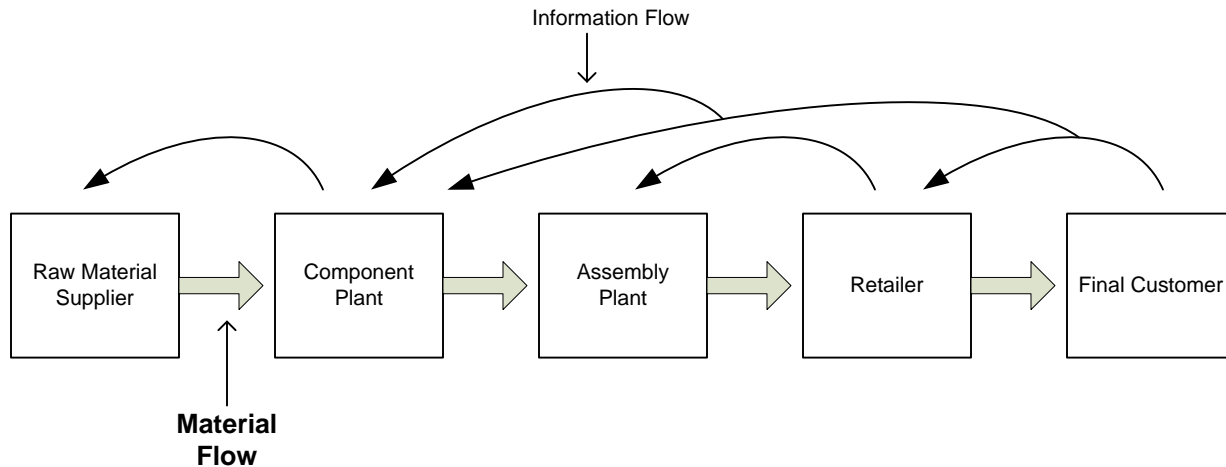 Information Flow
Raw Material
Supplier
Component
Plant
Assembly
Plant
Retailer
Final Customer
Material
Flow